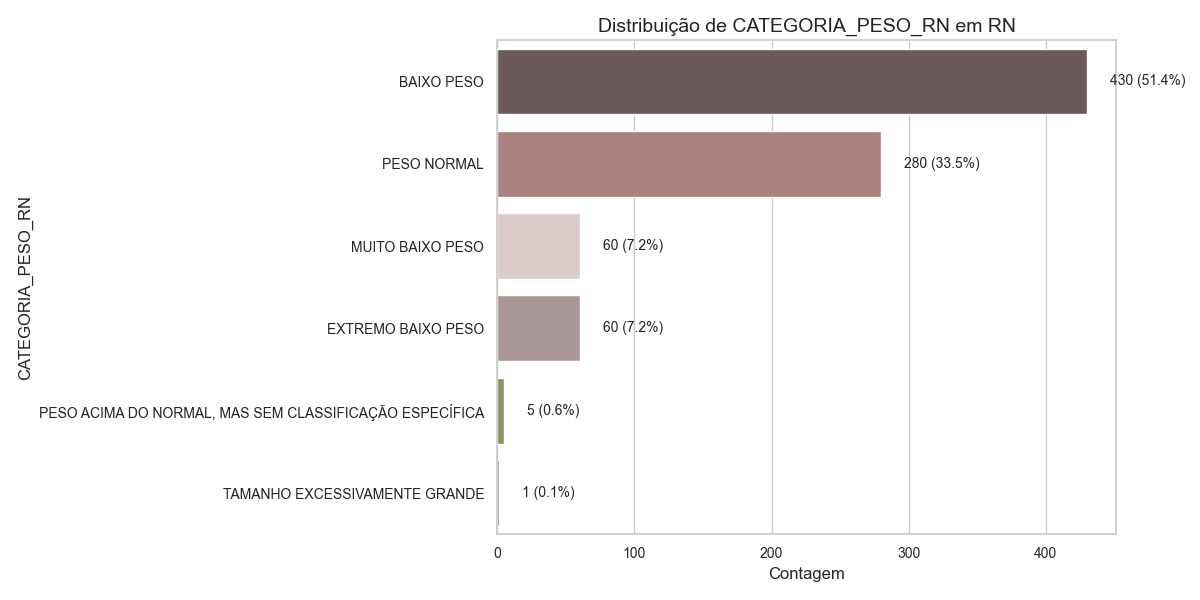 Distribuição de CATEGORIA_PESO_RN em RN
CATEGORIA_PESO_RN
BAIXO PESO
430 (51.4%)
PESO NORMAL
280 (33.5%)
MUITO BAIXO PESO
60 (7.2%)
EXTREMO BAIXO PESO
60 (7.2%)
PESO ACIMA DO NORMAL, MAS SEM CLASSIFICAÇÃO ESPECÍFICA
5 (0.6%)
TAMANHO EXCESSIVAMENTE GRANDE
1 (0.1%)
0 100 200 300 400
Contagem